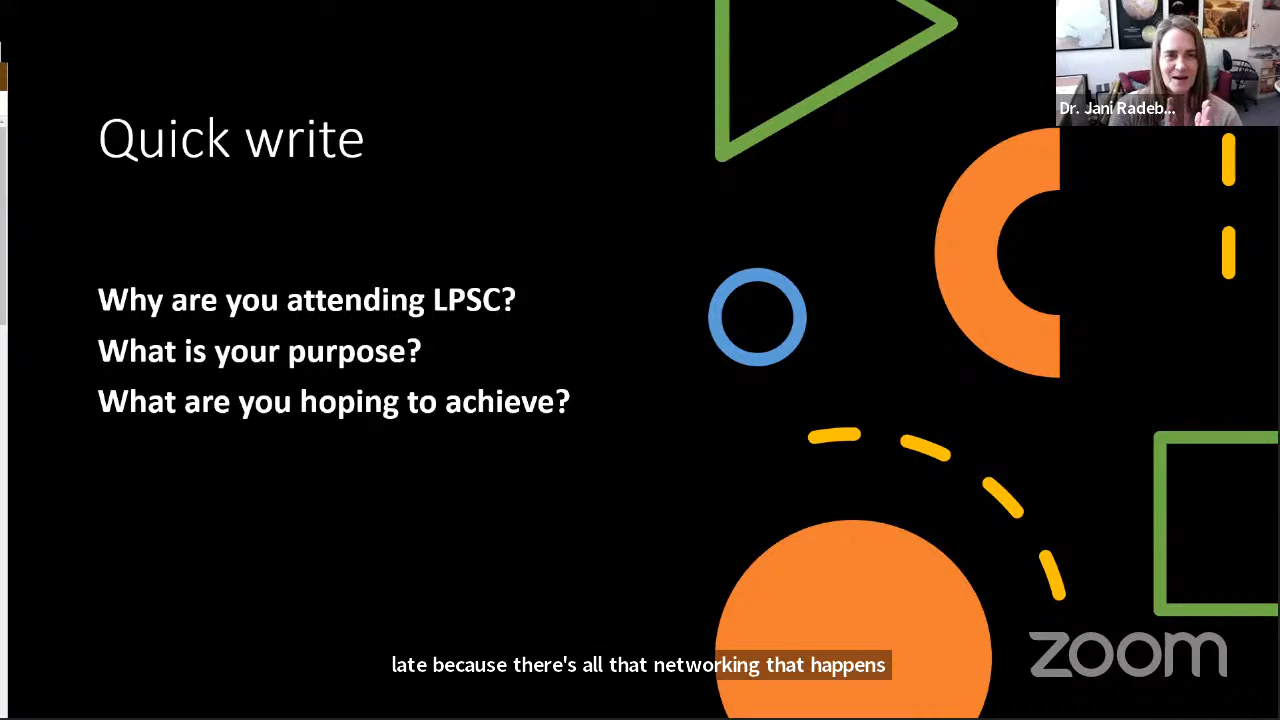 Dr. Jani Radeb...
Quick write
Why are you attending LPSC?
What is your purpose?
What are you hoping to achieve?
late because there's all that networking that happens
zoom